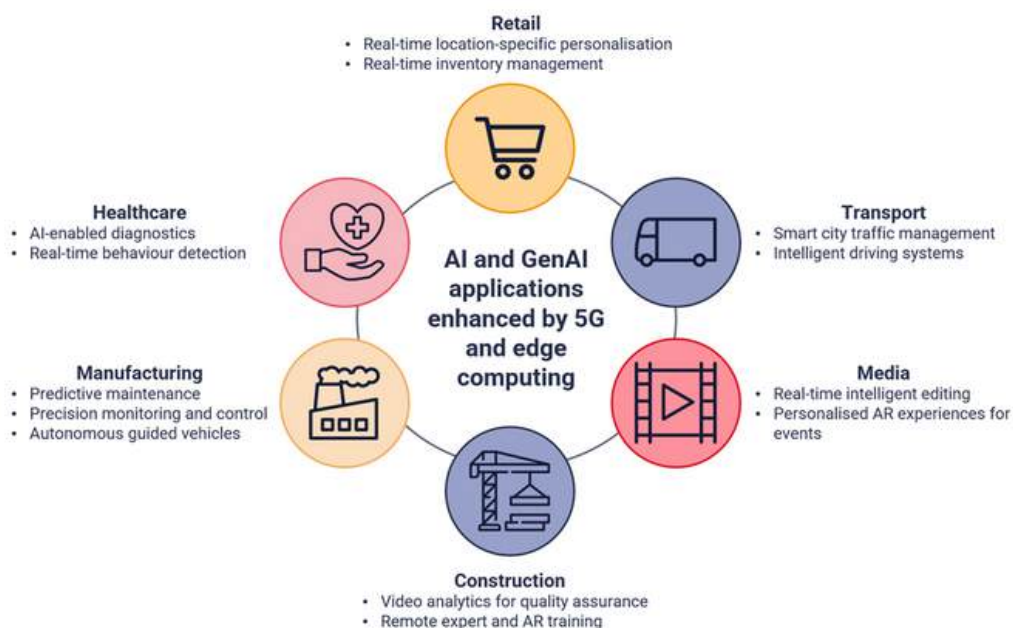 Retail
• Real-time location-specific personalisation
• Real-time inventory management
Healthcare
• AI-enabled diagnostics
• Real-time behaviour detection
Transport
• Smart city traffic management
• Intelligent driving systems
AI and GenAI
applications
enhanced by 5G
and edge
computing
Manufacturing
• Predictive maintenance
• Precision monitoring and control
• Autonomous guided vehicles
Media
• Real-time intelligent editing
• Personalised AR experiences for
events
Construction
• Video analytics for quality assurance
• Remote expert and AR training